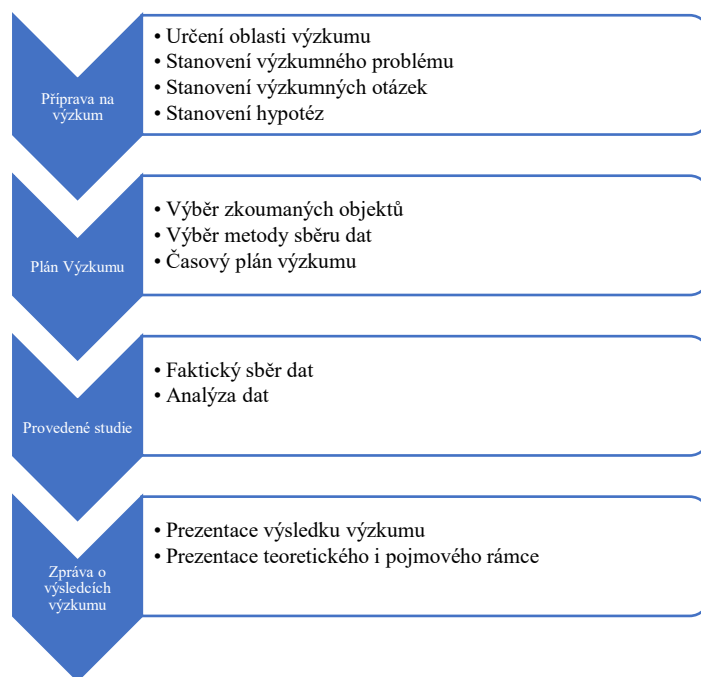 Příprava na
výzkum
• Určení oblasti výzkumu
• Stanovení výzkumného problému
• Stanovení výzkumných otázek
• Stanovení hypotéz
Plán Výzkumu
• Výběr zkoumaných objektů
• Výběr metody sběru dat
• Časový plán výzkumu
Provedené studie
• Faktický sběr dat
• Analýza dat
Zpráva o
výsledcích
výzkumu
• Prezentace výsledku výzkumu
• Prezentace teoretického i pojmového rámce